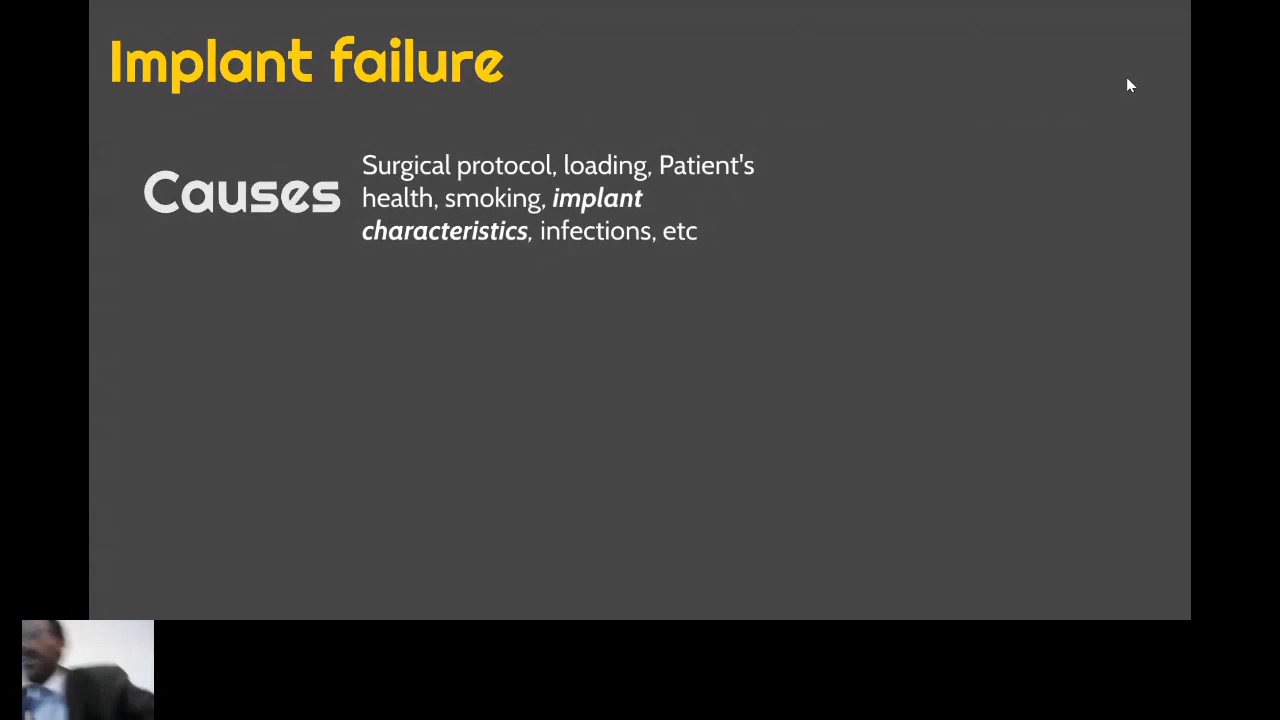 Implant failure
Causes
Surgical protocol, loading, Patient's
health, smoking, implant
characteristics, infections, etc